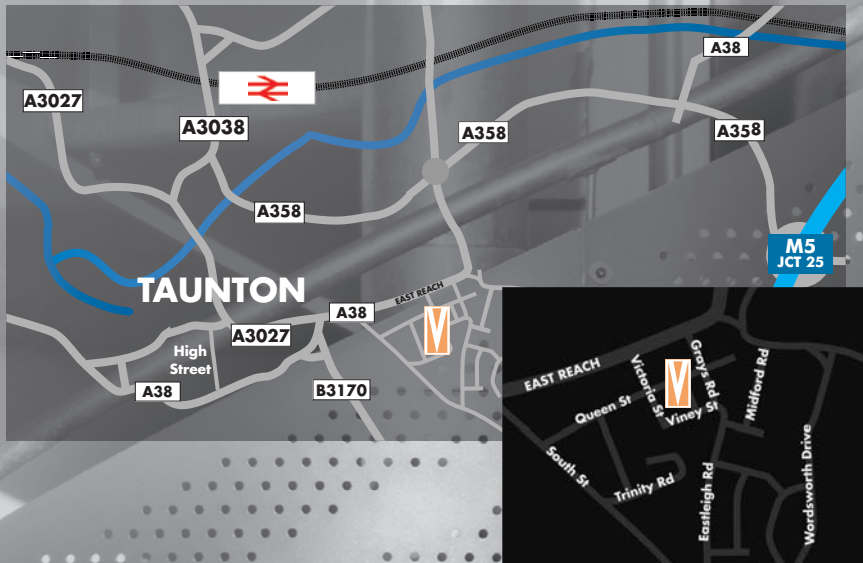 A38
A3027
A3038
A358
A358
A358
M5
JCT 25
TAUNTON
EAST REACH
A38
A3027
High
Street
A38
B3170
EAST REACH
Victoria St
Grays Rd
Midford Rd
Queen St
Viney St
South St
Trinity Rd
Eastleigh Rd
Wordsworth Drive